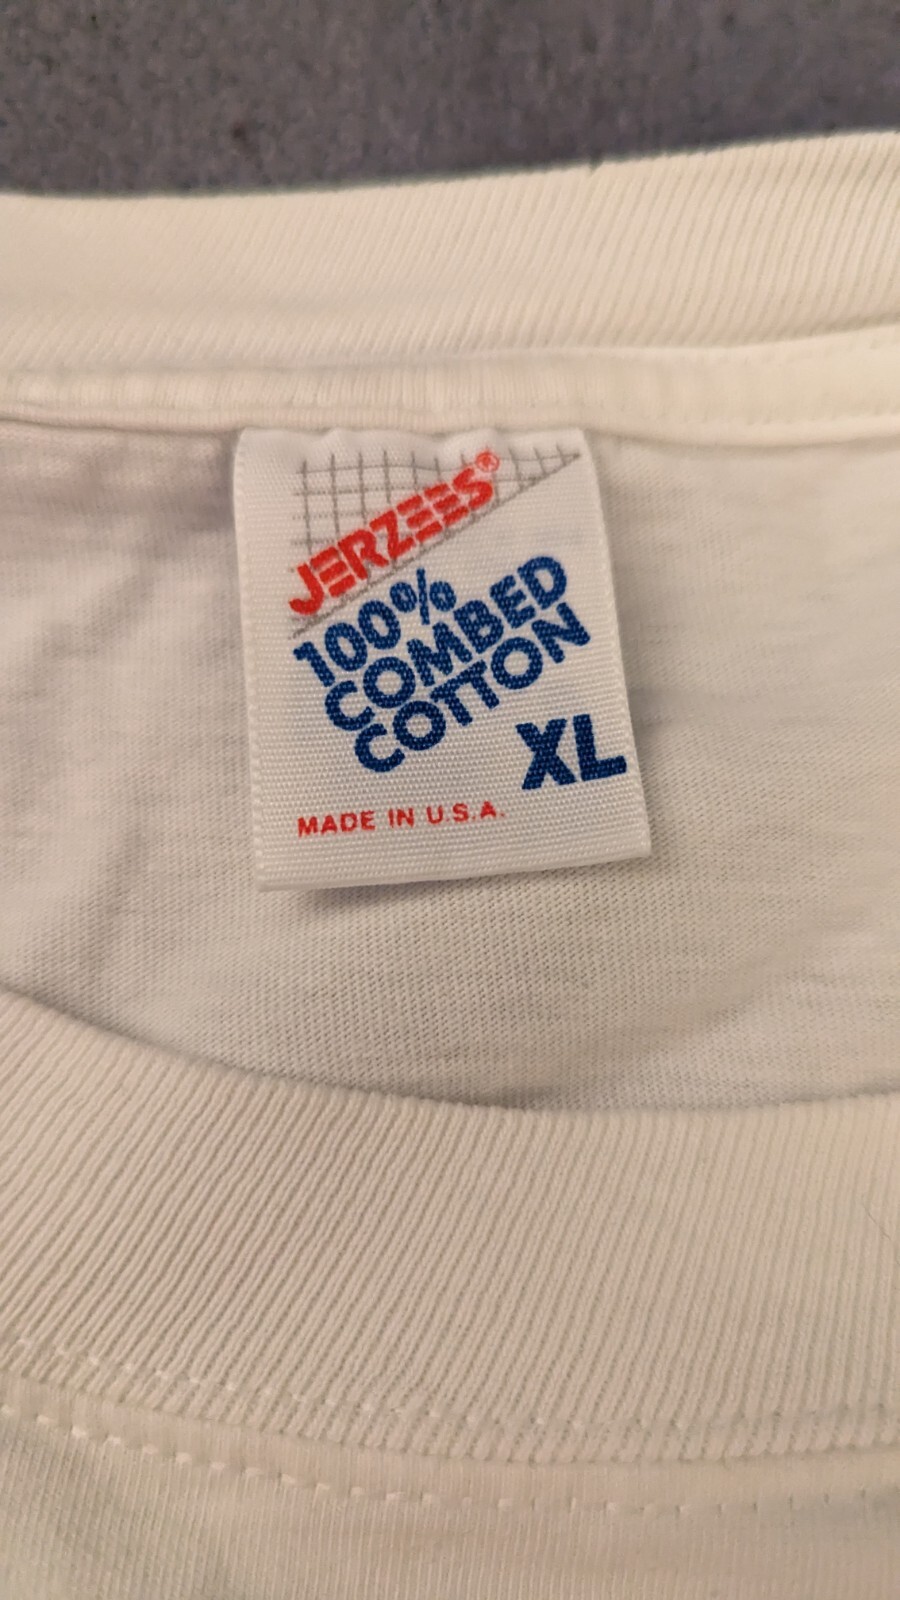 JERZEES®
100%
COMBED
COTTON
XL
MADE IN U.S.A.